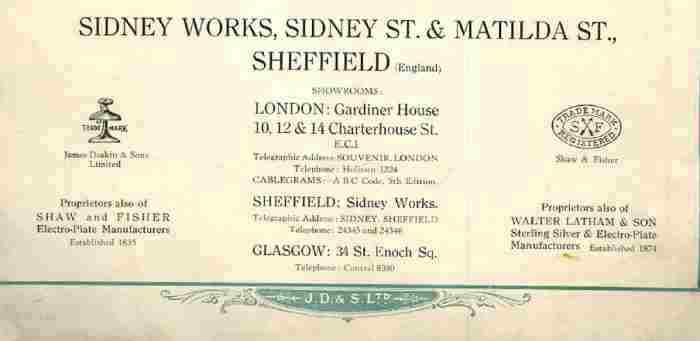 SIDNEY WORKS, SIDNEY ST. & MATILDA ST.,
SHEFFIELD (England)
SHOWROOMS:
LONDON: Gardiner House
10, 12 & 14 Charterhouse St.
E.C.1
Telegraphic Address: SOUVENIR, LONDON
Telephone: Holborn 1224
CABLEGRAMS:—A B C Code, 5th Edition.
SHEFFIELD: Sidney Works.
Telegraphic Address: SIDNEY, SHEFFIELD
Telephone: 24345 and 24346
GLASGOW: 34 St. Enoch Sq.
Telephone: Central 8380
TRADE MARK
James Deakin & Sons
Limited
Proprietors also of
SHAW and FISHER
Electro-Plate Manufacturers
Established 1835
TRADE MARK
S F
REGISTERED
Shaw & Fisher
Proprietors also of
WALTER LATHAM & SON
Sterling Silver & Electro-Plate
Manufacturers Established 1874
J. D. & S. LTD